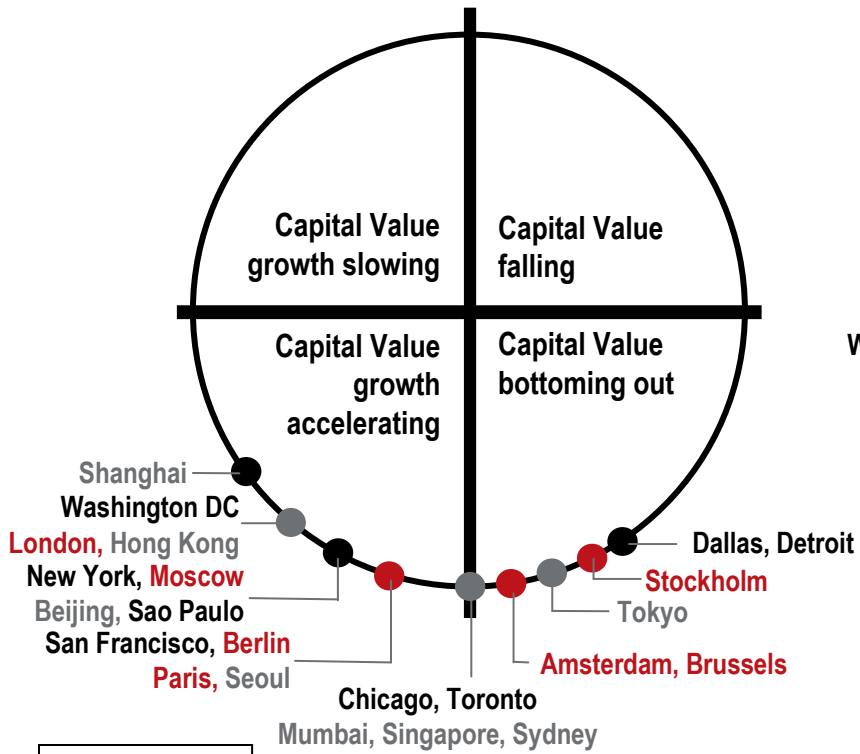 Capital Value
growth slowing
Capital Value
falling
Capital Value
growth
accelerating
Capital Value
bottoming out
W
Shanghai
Washington DC
London, Hong Kong
New York, Moscow
Beijing, Sao Paulo
San Francisco, Berlin
Paris, Seoul
Dallas, Detroit
Stockholm
Tokyo
Amsterdam, Brussels
Chicago, Toronto
Mumbai, Singapore, Sydney